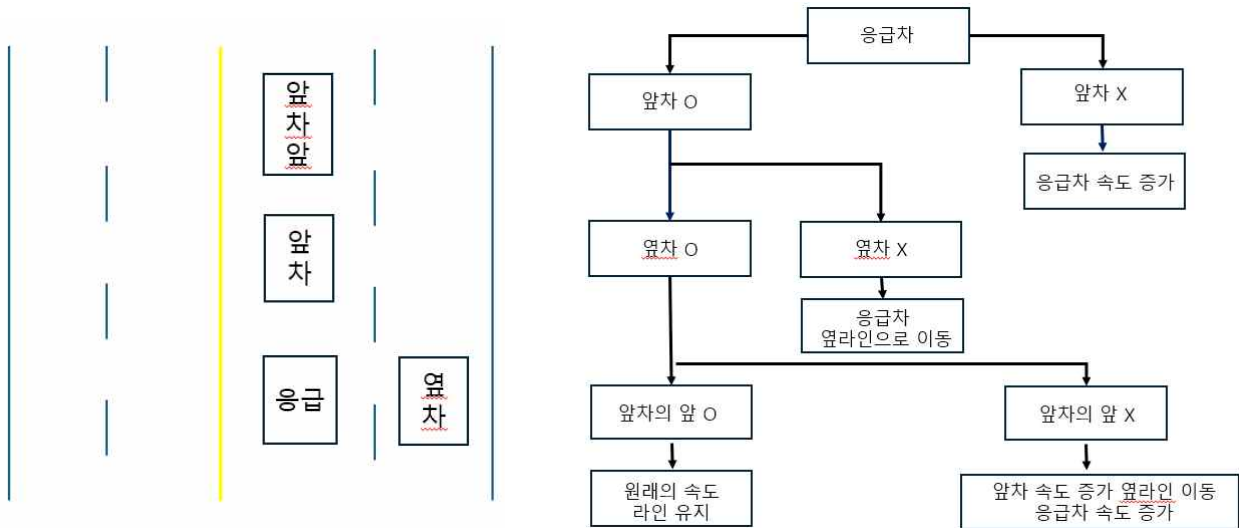 앞
차
앞
앞
차
응급
옆
차
응급차
앞차 O
앞차 X
응급차 속도 증가
옆차 O
옆차 X
응급차
옆라인으로 이동
앞차의 앞 O
앞차의 앞 X
원래의 속도
라인 유지
앞차 속도 증가 옆라인 이동
응급차 속도 증가